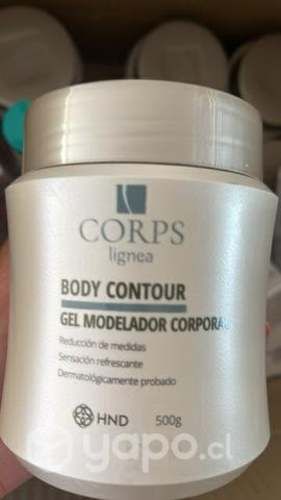 CORPS
lignea
BODY CONTOUR
GEL MODELADOR CORPORAL
Reducción de medidas
Sensación refrescante
Dermatológicamente probado
HND 500g
yapo.cl